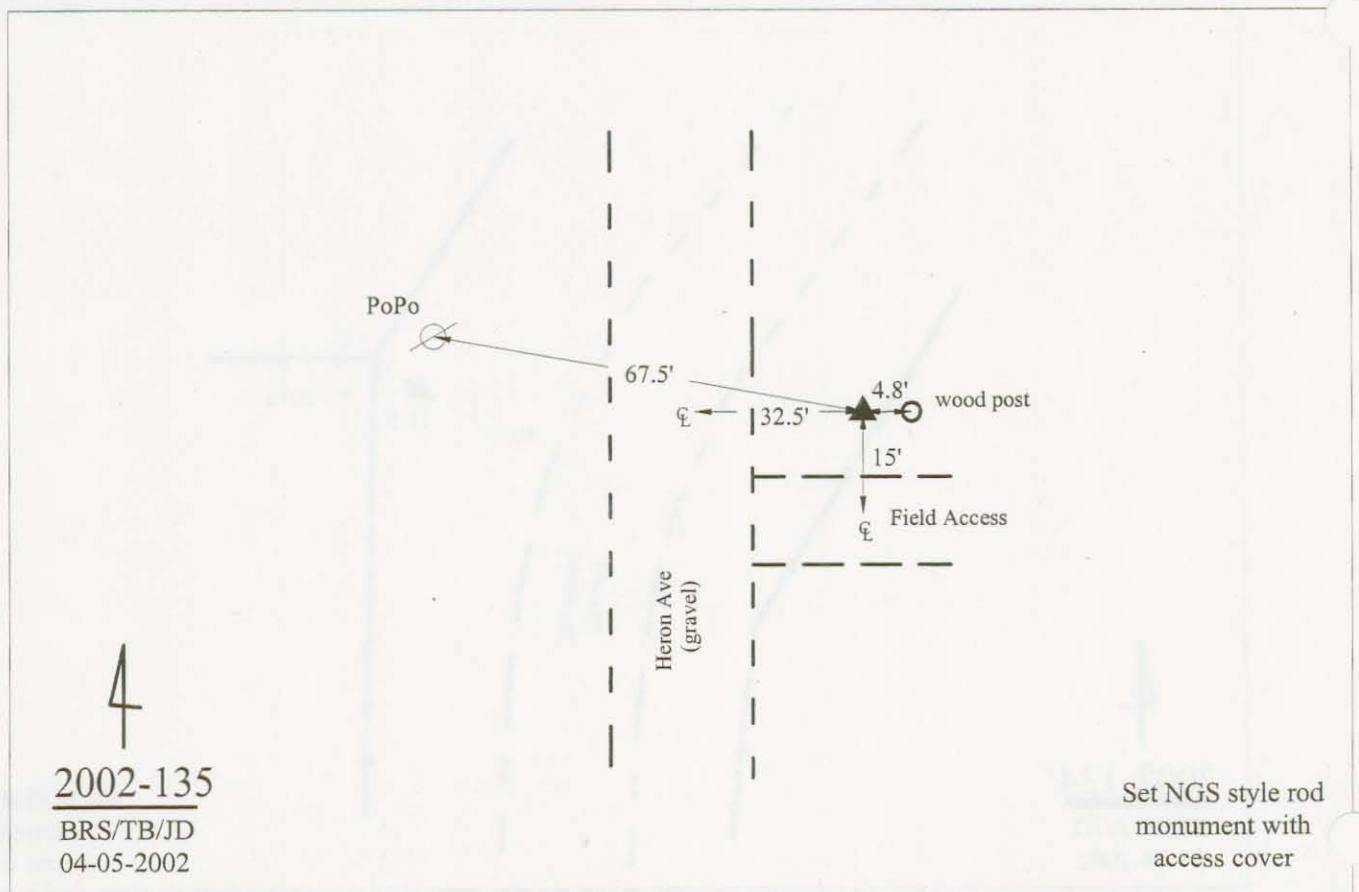 PoPo
67.5'
4.8'
wood post
℄
32.5'
15'
℄
Field Access
Heron Ave
(gravel)
2002-135
BRS/TB/JD
04-05-2002
Set NGS style rod
monument with
access cover